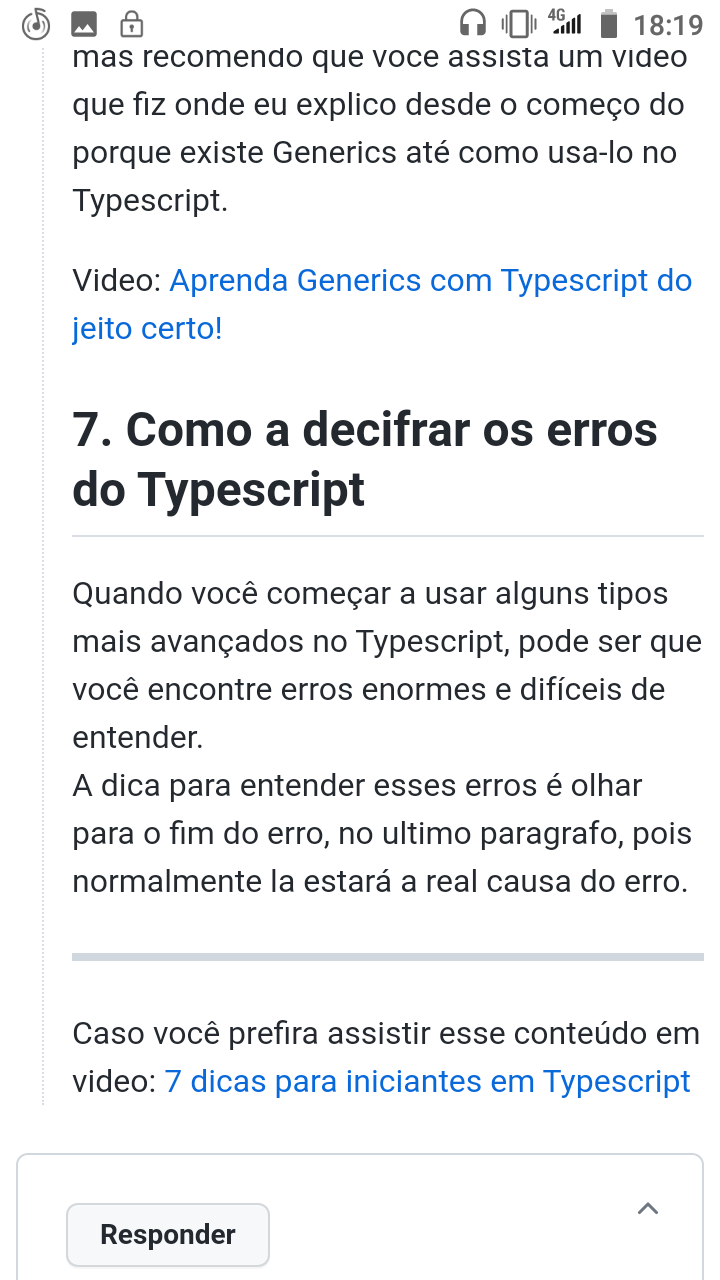 4G 18:19
mas recomendo que voce assista um video
que fiz onde eu explico desde o começo do
porque existe Generics até como usa-lo no
Typescript.
Video: Aprenda Generics com Typescript do
jeito certo!
7. Como a decifrar os erros
do Typescript
Quando você começar a usar alguns tipos
mais avançados no Typescript, pode ser que
você encontre erros enormes e difíceis de
entender.
A dica para entender esses erros é olhar
para o fim do erro, no ultimo paragrafo, pois
normalmente la estará a real causa do erro.
Caso você prefira assistir esse conteúdo em
video: 7 dicas para iniciantes em Typescript
Responder